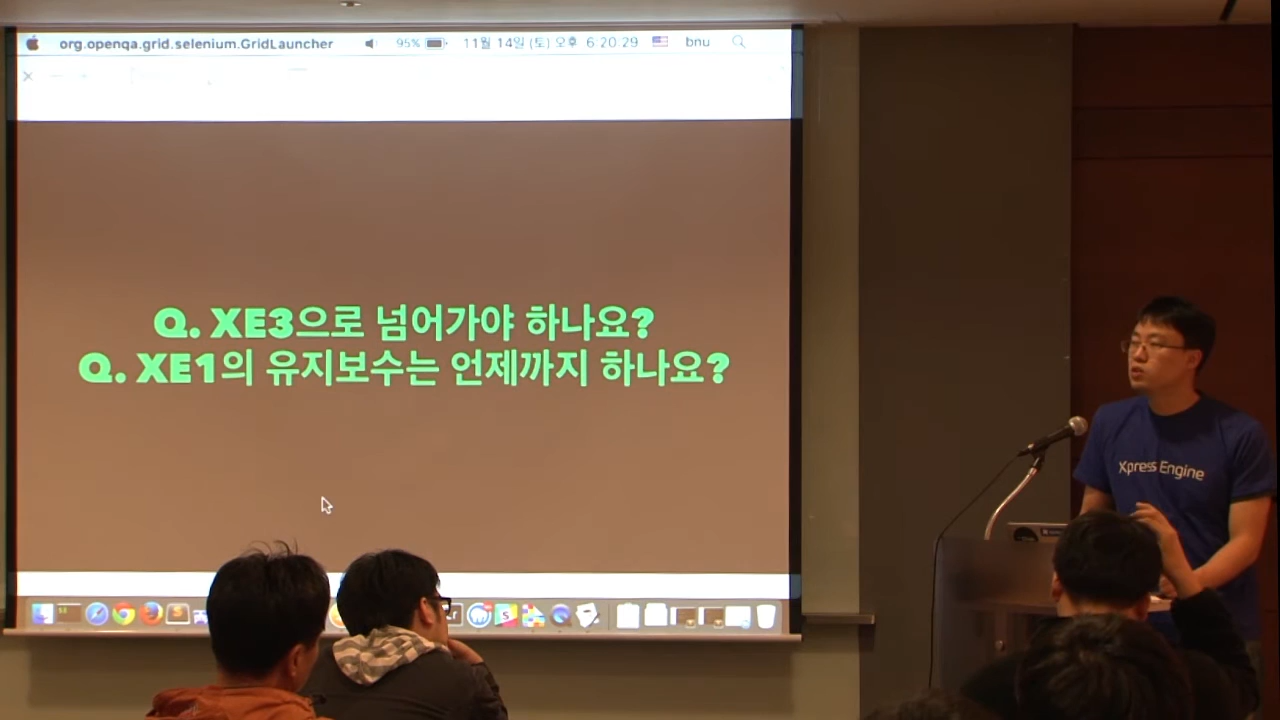 org.openqa.grid.selenium.GridLauncher 95% 11월 14일 (토) 오후 6:20:29 bnu
Q. XE3으로 넘어가야 하나요?
Q. XE1의 유지보수는 언제까지 하나요?
Xpress Engine